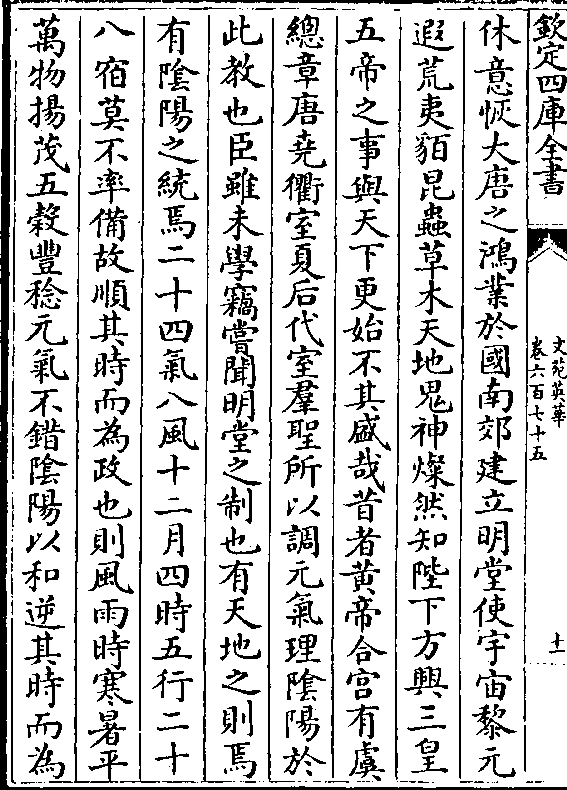 欽定四庫全書
文苑英華
卷六百七十五
十一
休意恢大唐之鴻業於國南郊建立明堂使宇宙黎元
遐荒夷貊昆蟲草木天地鬼神燦然知陛下方興三皇
五帝之事與天下更始不其盛哉昔者黄帝合宫有虞
總章唐堯衢室夏后代室羣聖所以調元氣理隂陽於
此教也臣雖未學竊嘗聞明堂之制也有天地之則焉
有隂陽之統焉二十四氣八風十二月四時五行二十
八宿莫不率備故順其時而為政也則風雨時寒暑平
萬物揚茂五榖豐稔元氣不錯隂陽以和逆其時而為